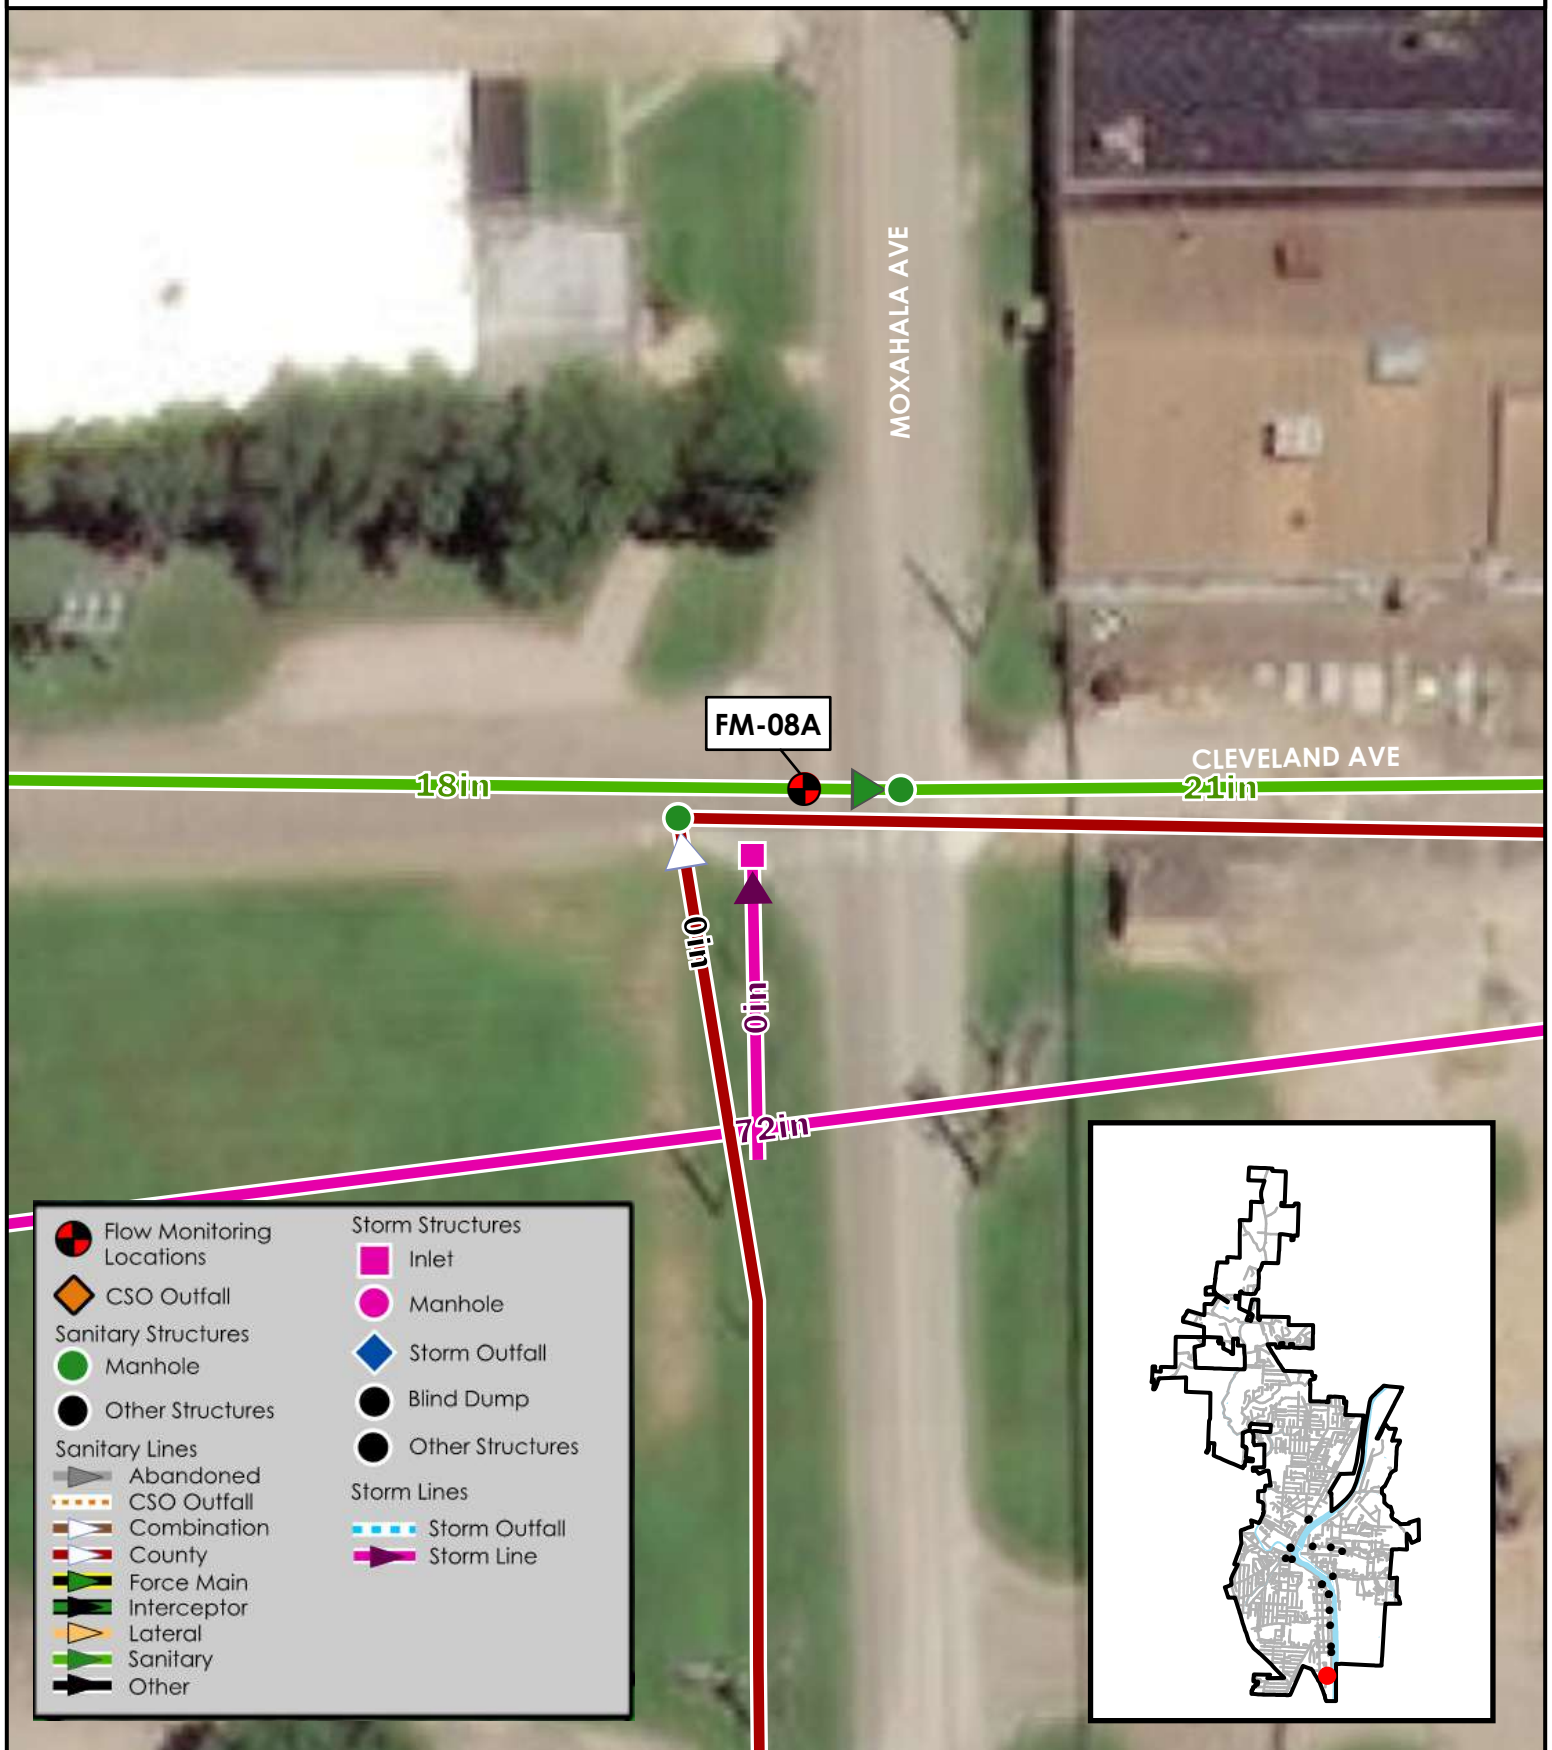 MOXAHALA AVE
FM-08A
CLEVELAND AVE
18in
21in
0in
0in
72in
Flow Monitoring
Locations
CSO Outfall
Sanitary Structures
Manhole
Other Structures
Sanitary Lines
Abandoned
CSO Outfall
Combination
County
Force Main
Interceptor
Lateral
Sanitary
Other
Storm Structures
Inlet
Manhole
Storm Outfall
Blind Dump
Other Structures
Storm Lines
Storm Outfall
Storm Line